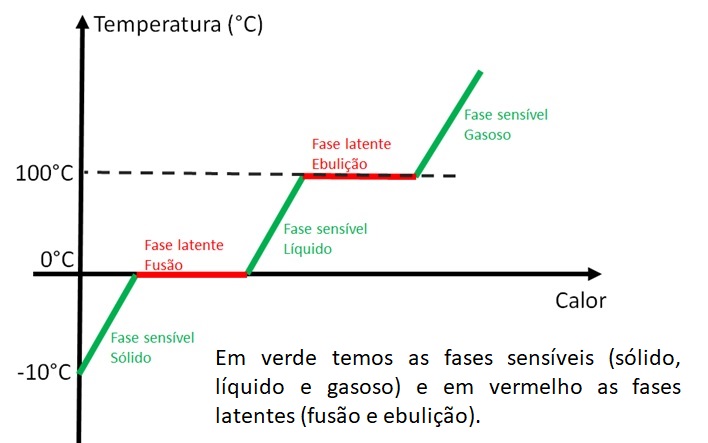 Temperatura (°C)
Fase sensível
Gasoso
Fase latente
Ebulição
100°C
Fase sensível
Líquido
Fase latente
Fusão
0°C
Calor
Fase sensível
Sólido
-10°C
Em verde temos as fases sensíveis (sólido,
líquido e gasoso) e em vermelho as fases
latentes (fusão e ebulição).